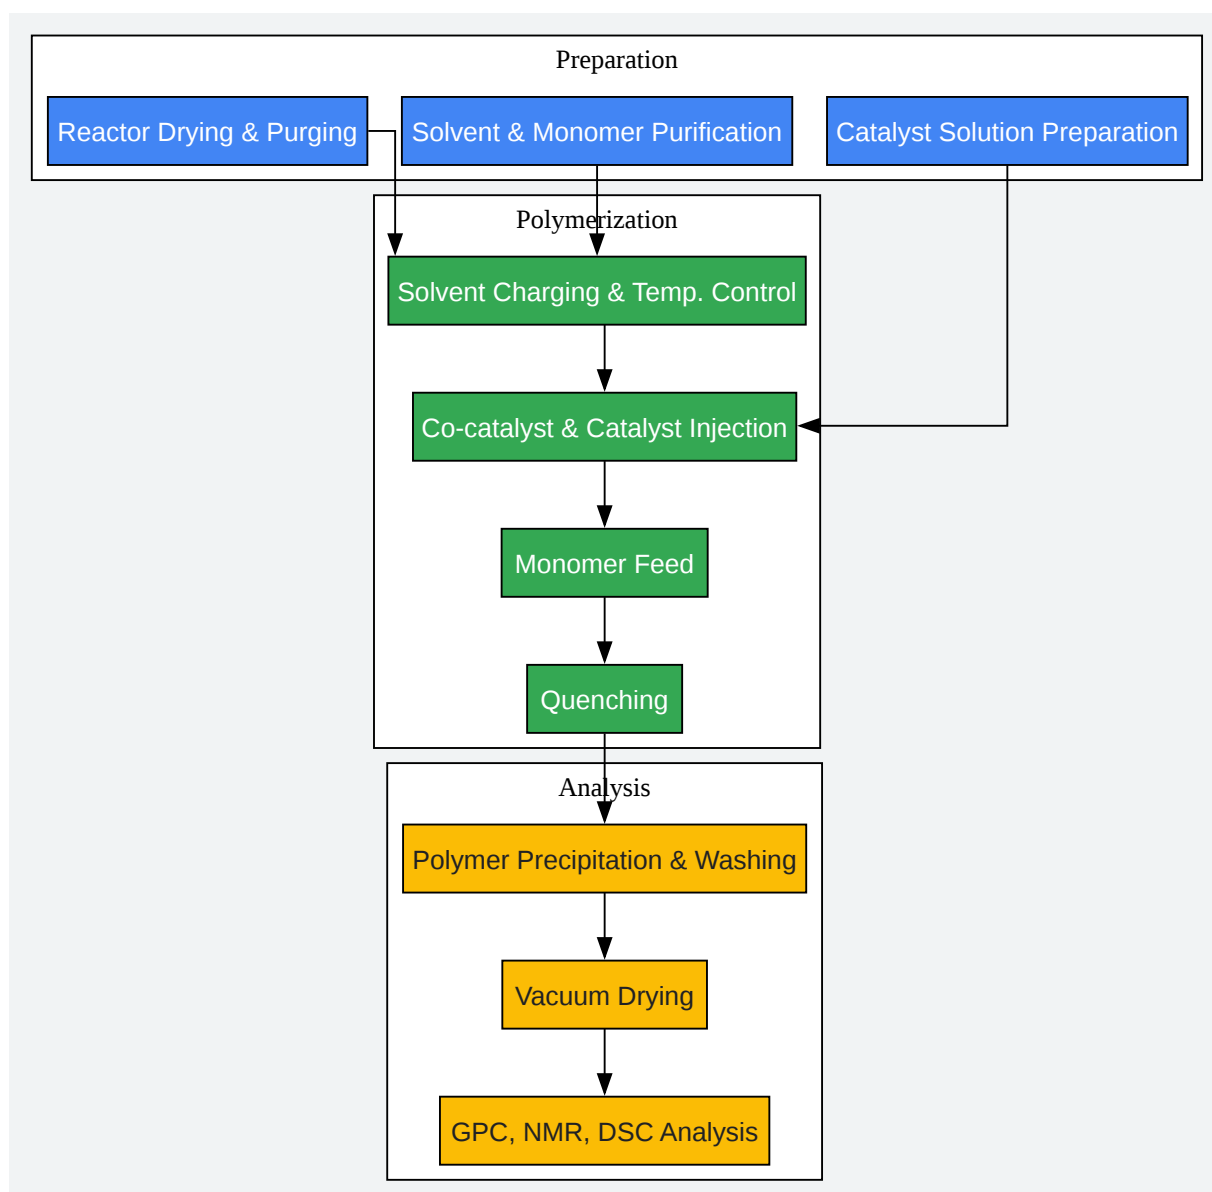 Preparation
Reactor Drying & Purging
Solvent & Monomer Purification
Catalyst Solution Preparation
Polymerization
Solvent Charging & Temp. Control
Co-catalyst & Catalyst Injection
Monomer Feed
Quenching
Analysis
Polymer Precipitation & Washing
Vacuum Drying
GPC, NMR, DSC Analysis